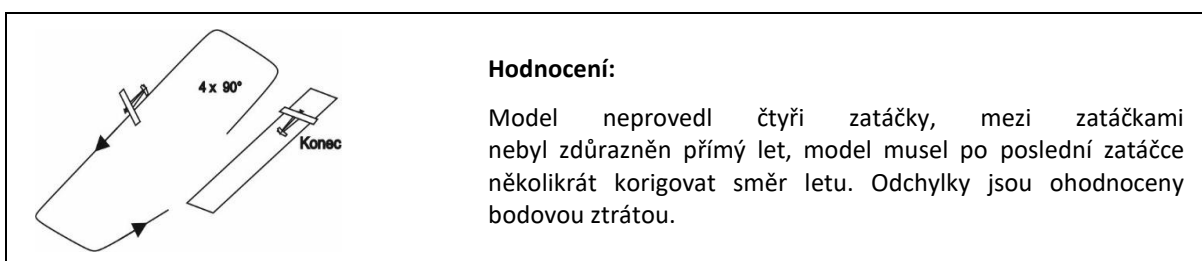 4 x 90°
Konec
Hodnocení:
Model neprovedl čtyři zatáčky, mezi zatáčkami
nebyl zdůrazněn přímý let, model musel po poslední zatáčce
několikrát korigovat směr letu. Odchylky jsou ohodnoceny
bodovou ztrátou.